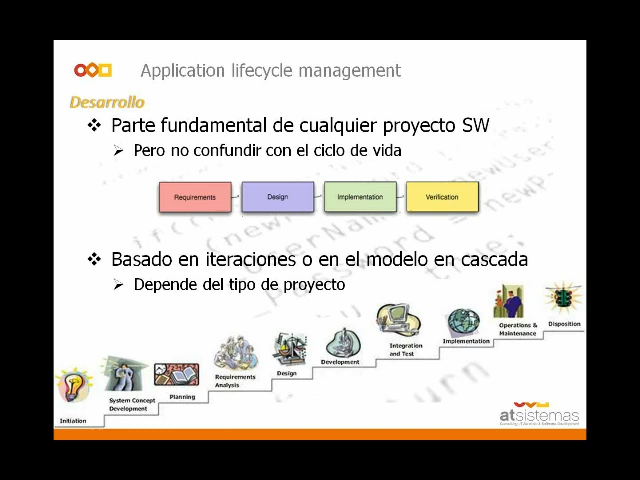 Application lifecycle management
Desarrollo
Parte fundamental de cualquier proyecto SW
Pero no confundir con el ciclo de vida
Requirements
Design
Implementation
Verification
Basado en iteraciones o en el modelo en cascada
Depende del tipo de proyecto
Initiation
System Concept
Development
Planning
Requirements
Analysis
Design
Development
Integration
and Test
Implementation
Operations &
Maintenance
Disposition
atsistemas